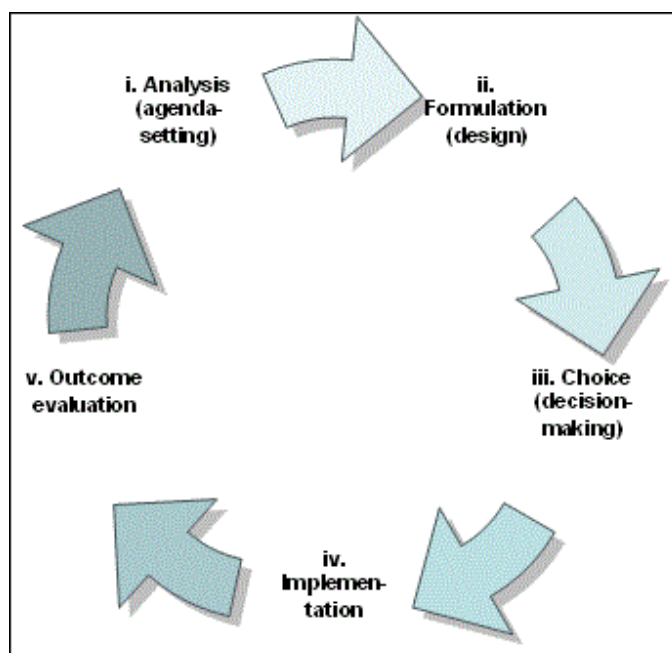 i. Analysis
(agenda-
setting)
ii.
Formulation
(design)
iii. Choice
(decision-
making)
iv.
Implemen-
tation
v. Outcome
evaluation